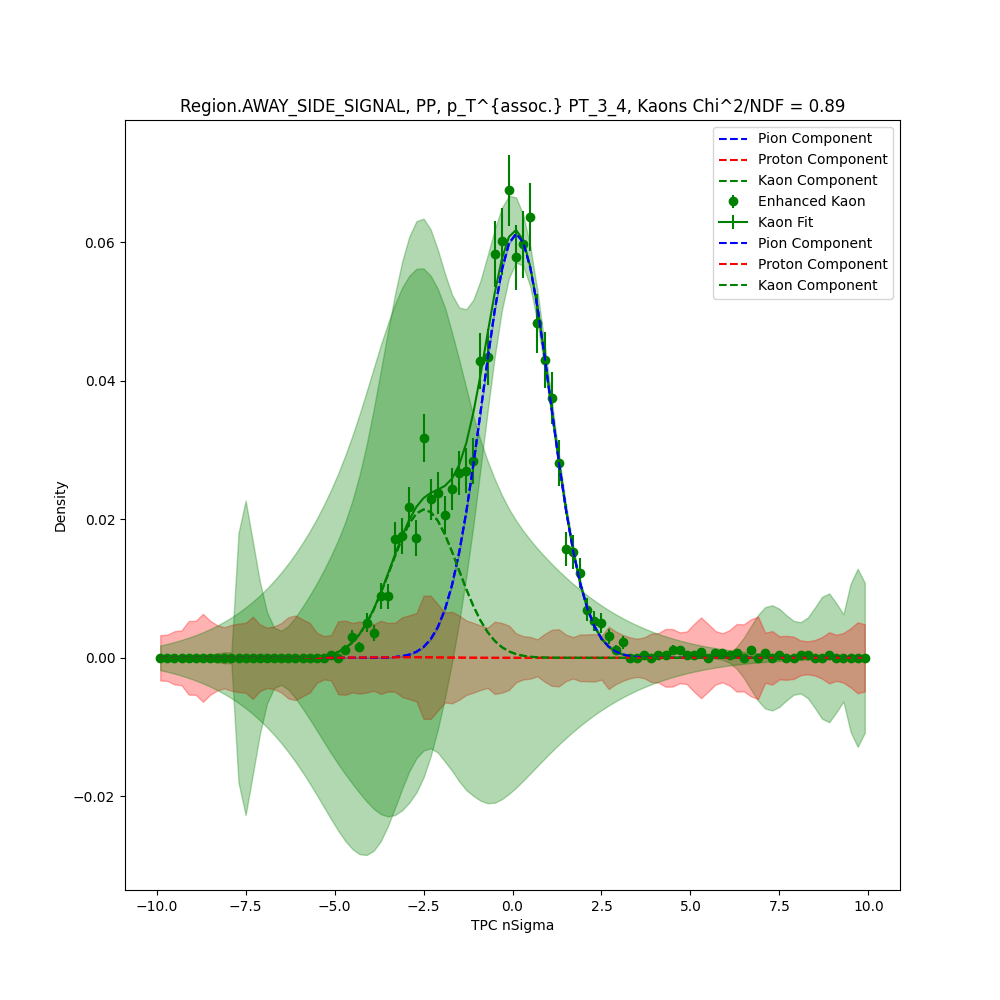 Region.AWAY_SIDE_SIGNAL, PP, p_T^{assoc.} PT_3_4, Kaons Chi^2/NDF = 0.89
Pion Component
Proton Component
Kaon Component
Enhanced Kaon
Kaon Fit
Pion Component
Proton Component
Kaon Component
0.06
0.04
0.02
0.00
−0.02
Density
−10.0 −7.5 −5.0 −2.5 0.0 2.5 5.0 7.5 10.0
TPC nSigma